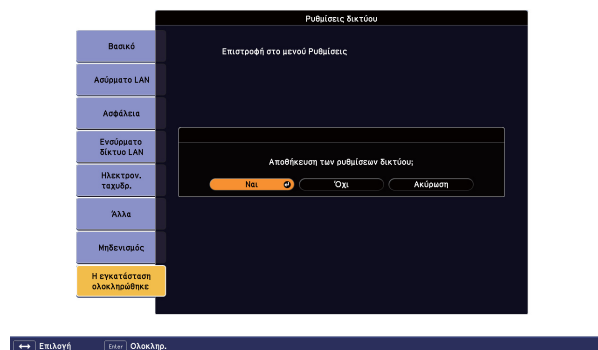 Ρυθμίσεις δικτύου
Βασικό
Ασύρματο LAN
Ασφάλεια
Ενσύρματο
δίκτυο LAN
Ηλεκτρον.
ταχυδρ.
Άλλα
Μηδενισμός
Η εγκατάσταση
ολοκληρώθηκε
Επιστροφή στο μενού Ρυθμίσεις
Αποθήκευση των ρυθμίσεων δικτύου;
Ναι Όχι Ακύρωση
Επιλογή Enter Ολοκληρ.